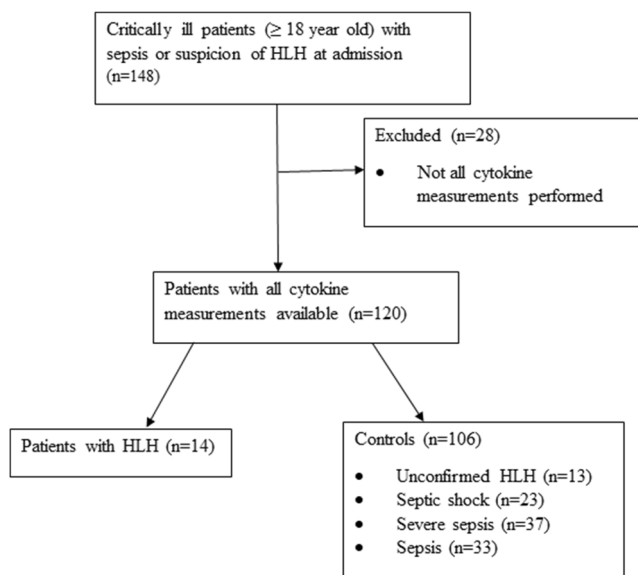 Critically ill patients (≥ 18 year old) with
sepsis or suspicion of HLH at admission
(n=148)
Excluded (n=28)
• Not all cytokine
measurements performed
Patients with all cytokine
measurements available (n=120)
Patients with HLH (n=14)
Controls (n=106)
• Unconfirmed HLH (n=13)
• Septic shock (n=23)
• Severe sepsis (n=37)
• Sepsis (n=33)